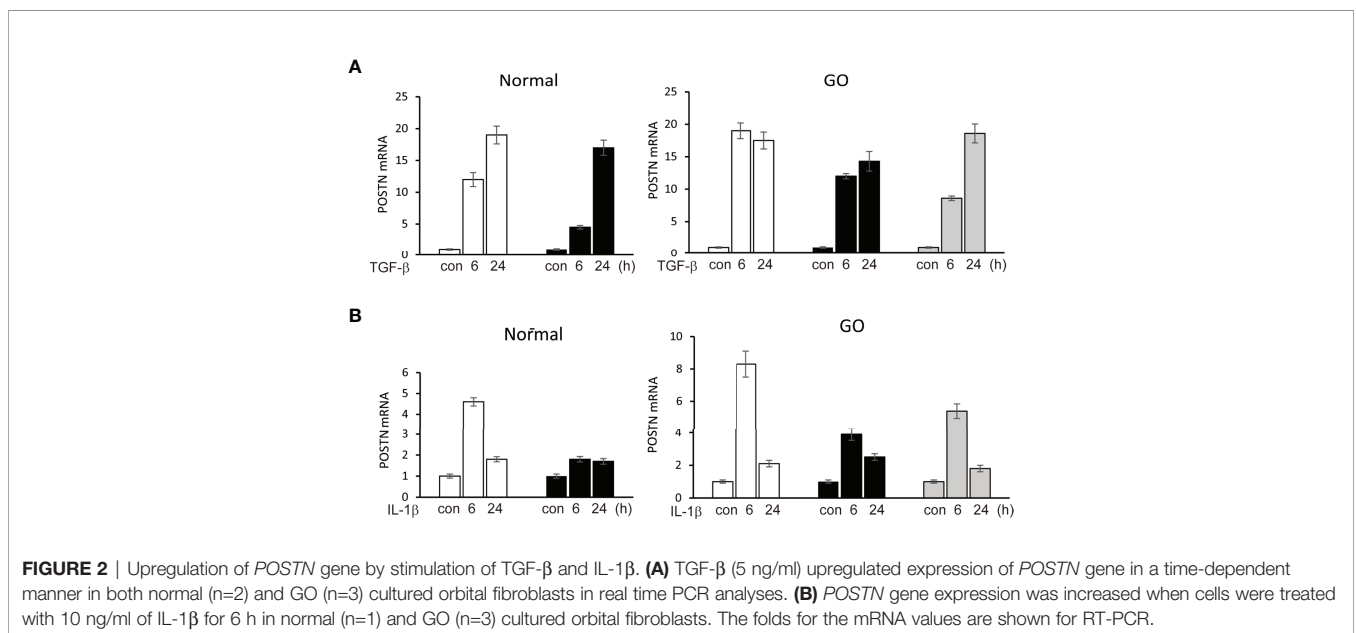 A
Normal
GO
25
20
15
10
5
0
POSTN mRNA
TGF-β con 6 24 con 6 24 (h)
25
20
15
10
5
0
POSTN mRNA
TGF-β con 6 24 con 6 24 con 6 24 (h)
B
Normal
GO
6
5
4
3
2
1
0
POSTN mRNA
IL-1β con 6 24 con 6 24 (h)
10
8
6
4
2
0
POSTN mRNA
IL-1β con 6 24 con 6 24 con 6 24 (h)
FIGURE 2 | Upregulation of POSTN gene by stimulation of TGF-β and IL-1β. (A) TGF-β (5 ng/ml) upregulated expression of POSTN gene in a time-dependent
manner in both normal (n=2) and GO (n=3) cultured orbital fibroblasts in real time PCR analyses. (B) POSTN gene expression was increased when cells were treated
with 10 ng/ml of IL-1β for 6 h in normal (n=1) and GO (n=3) cultured orbital fibroblasts. The folds for the mRNA values are shown for RT-PCR.